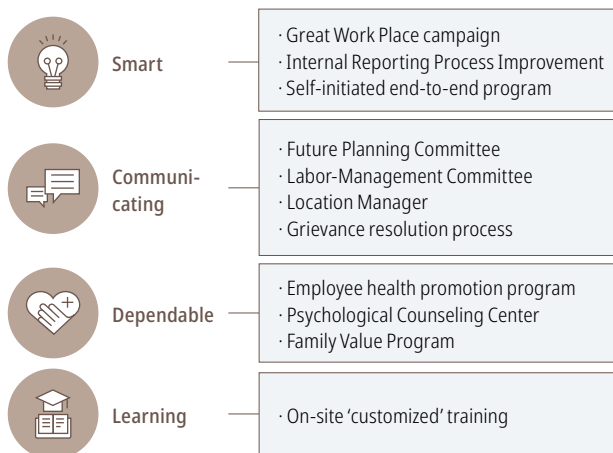 Smart
· Great Work Place campaign
· Internal Reporting Process Improvement
· Self-initiated end-to-end program
Communi-
cating
· Future Planning Committee
· Labor-Management Committee
· Location Manager
· Grievance resolution process
Dependable
· Employee health promotion program
· Psychological Counseling Center
· Family Value Program
Learning
· On-site ‘customized’ training